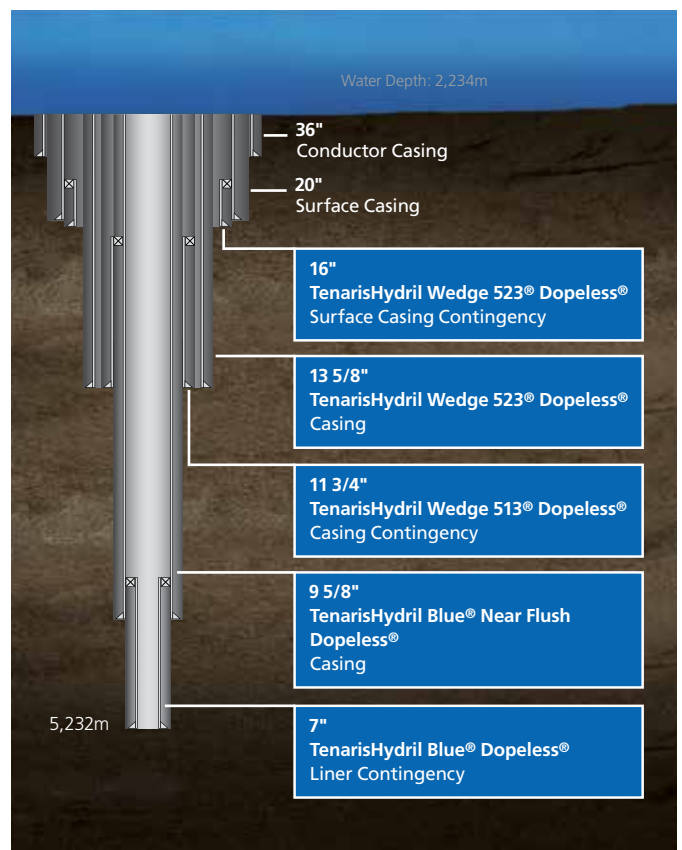 Water Depth: 2,234m
36"
Conductor Casing
20"
Surface Casing
16"
TenarisHydril Wedge 523® Dopeless®
Surface Casing Contingency
13 5/8"
TenarisHydril Wedge 523® Dopeless®
Casing
11 3/4"
TenarisHydril Wedge 513® Dopeless®
Casing Contingency
9 5/8"
TenarisHydril Blue® Near Flush
Dopeless®
Casing
5,232m
7"
TenarisHydril Blue® Dopeless®
Liner Contingency